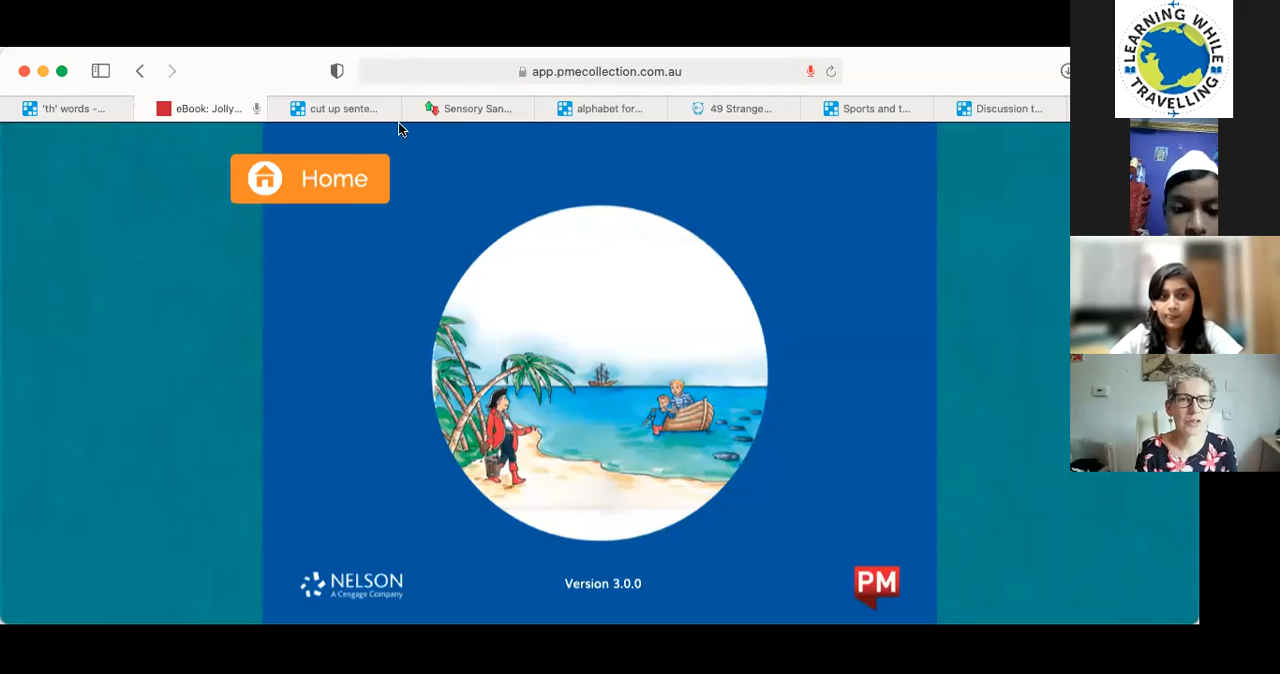 app.pmecollection.com.au
'th' words -...
eBook: Jolly...
cut up sente...
Sensory San...
alphabet for...
49 Strange...
Sports and t...
Discussion t...
Home
NELSON
A Cengage Company
Version 3.0.0
PM
LEARNING WHILE
TRAVELLING